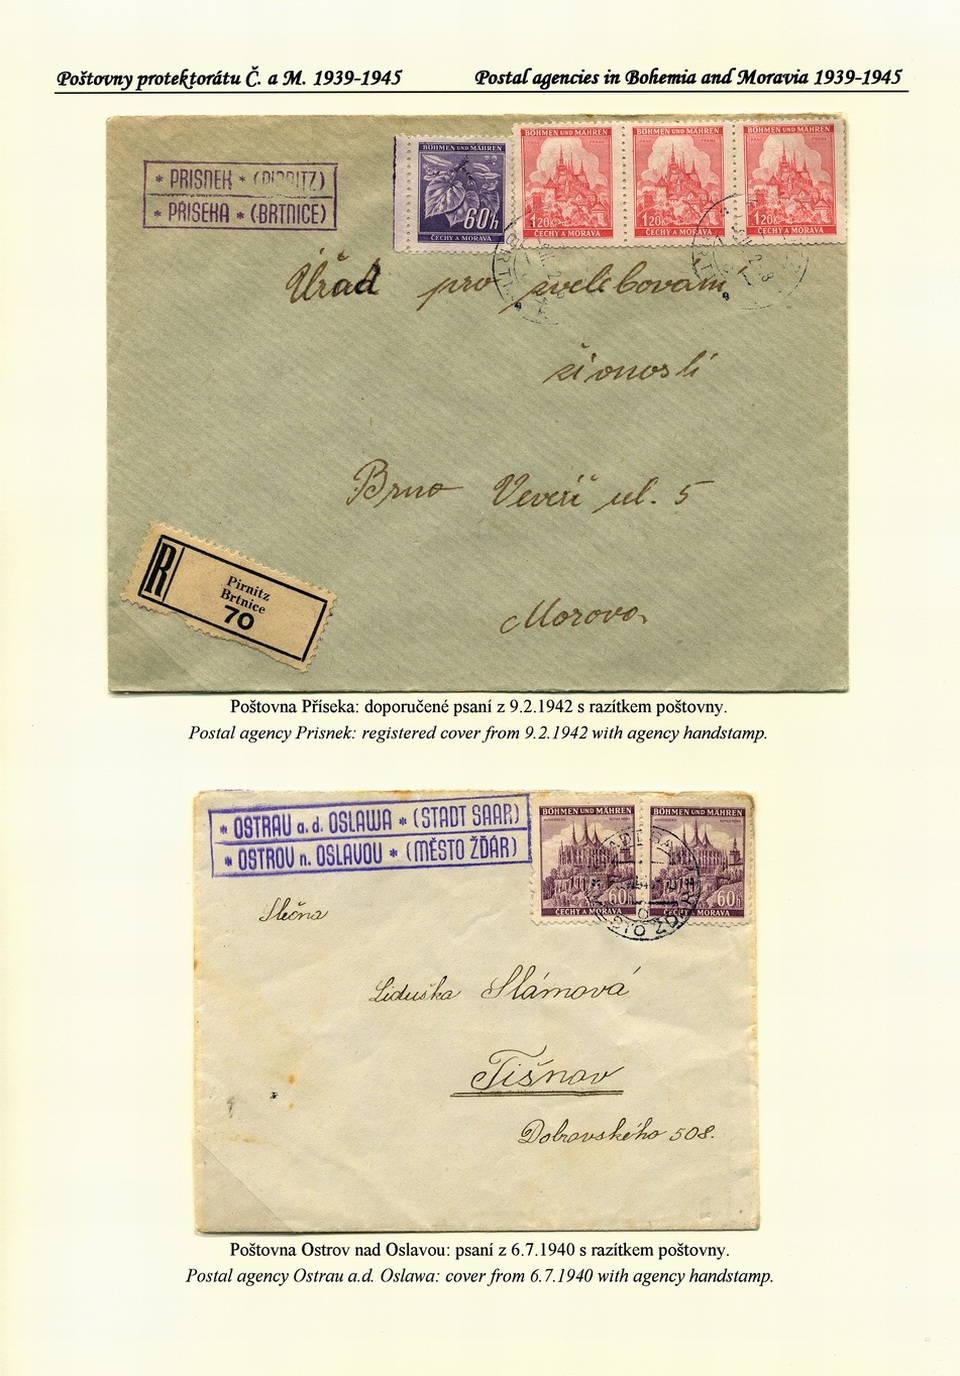 Poštovny protektorátu Č. a M. 1939-1945
Postal agencies in Bohemia and Moravia 1939-1945
* PRISNEK * (PIRNITZ)
* PŘÍSEKA * (BRTNICE)
BÖHMEN UND MÄHREN
60h
ČECHY A MORAVA
BÖHMEN UND MÄHREN
1.20K
ČECHY A MORAVA
BÖHMEN UND MÄHREN
1.20K
ČECHY A MORAVA
BÖHMEN UND MÄHREN
1.20K
ČECHY A MORAVA
Úřad pro zvelebovani
živnosti
Brno Veveří ul. 5
Morava
R
Pirnitz
Brtnice
70
Poštovna Příseka: doporučené psaní z 9.2.1942 s razítkem poštovny.
Postal agency Prisnek: registered cover from 9.2.1942 with agency handstamp.
* OSTRAU a. d. OSLAWA * (STADT SAAR)
* OSTROV n. OSLAVOU * (MĚSTO ŽĎÁR)
BÖHMEN UND MÄHREN
60h
ČECHY A MORAVA
BÖHMEN UND MÄHREN
60h
ČECHY A MORAVA
MĚSTO ŽĎÁR
Slečna
Liduška Slámová
Tišnov
Dobrovského 508.
Poštovna Ostrov nad Oslavou: psaní z 6.7.1940 s razítkem poštovny.
Postal agency Ostrau a.d. Oslawa: cover from 6.7.1940 with agency handstamp.